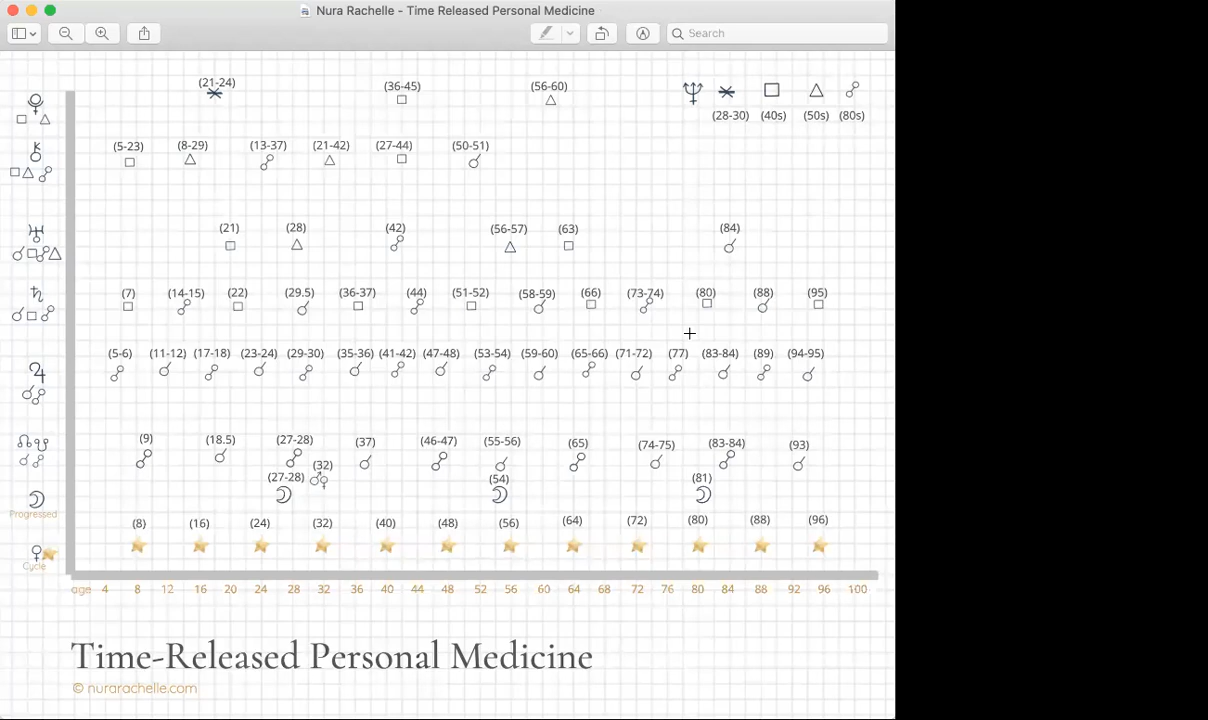 Nura Rachelle - Time Released Personal Medicine
Search
(21-24) (36-45) (56-60)
(28-30) (40s) (50s) (80s)
(5-23) (8-29) (13-37) (21-42) (27-44) (50-51)
(21) (28) (42) (56-57) (63) (84)
(7) (14-15) (22) (29.5) (36-37) (44) (51-52) (58-59) (66) (73-74) (80) (88) (95)
(5-6) (11-12) (17-18) (23-24) (29-30) (35-36) (41-42) (47-48) (53-54) (59-60) (65-66) (71-72) (77) (83-84) (89) (94-95)
(9) (18.5) (27-28) (37) (46-47) (55-56) (65) (74-75) (83-84) (93)
(32)
(27-28) (54) (81)
Progressed
(8) (16) (24) (32) (40) (48) (56) (64) (72) (80) (88) (96)
Cycle
age 4 8 12 16 20 24 28 32 36 40 44 48 52 56 60 64 68 72 76 80 84 88 92 96 100
Time-Released Personal Medicine
© nurarachelle.com